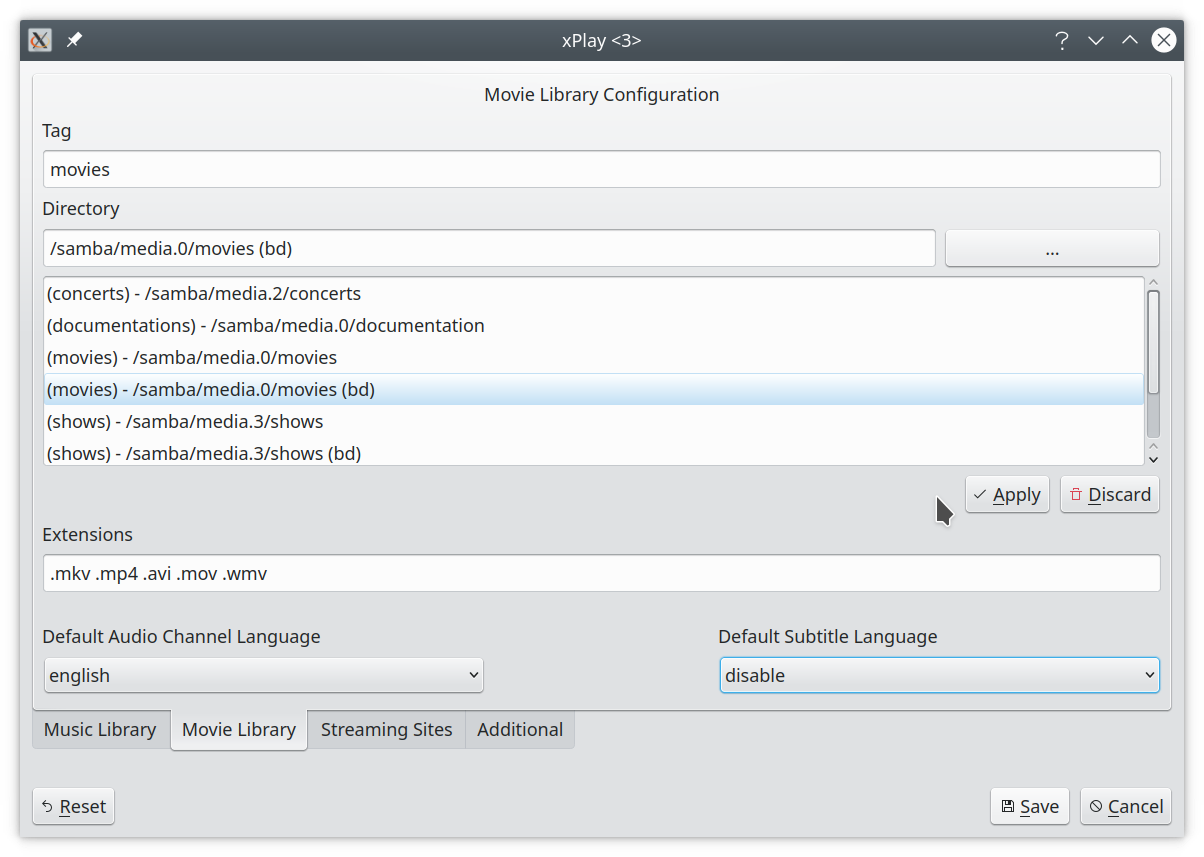 xPlay <3>
Movie Library Configuration
Tag
movies
Directory
/samba/media.0/movies (bd)
...
(concerts) - /samba/media.2/concerts
(documentations) - /samba/media.0/documentation
(movies) - /samba/media.0/movies
(movies) - /samba/media.0/movies (bd)
(shows) - /samba/media.3/shows
(shows) - /samba/media.3/shows (bd)
Apply Discard
Extensions
.mkv .mp4 .avi .mov .wmv
Default Audio Channel Language Default Subtitle Language
english disable
Music Library Movie Library Streaming Sites Additional
Reset Save Cancel